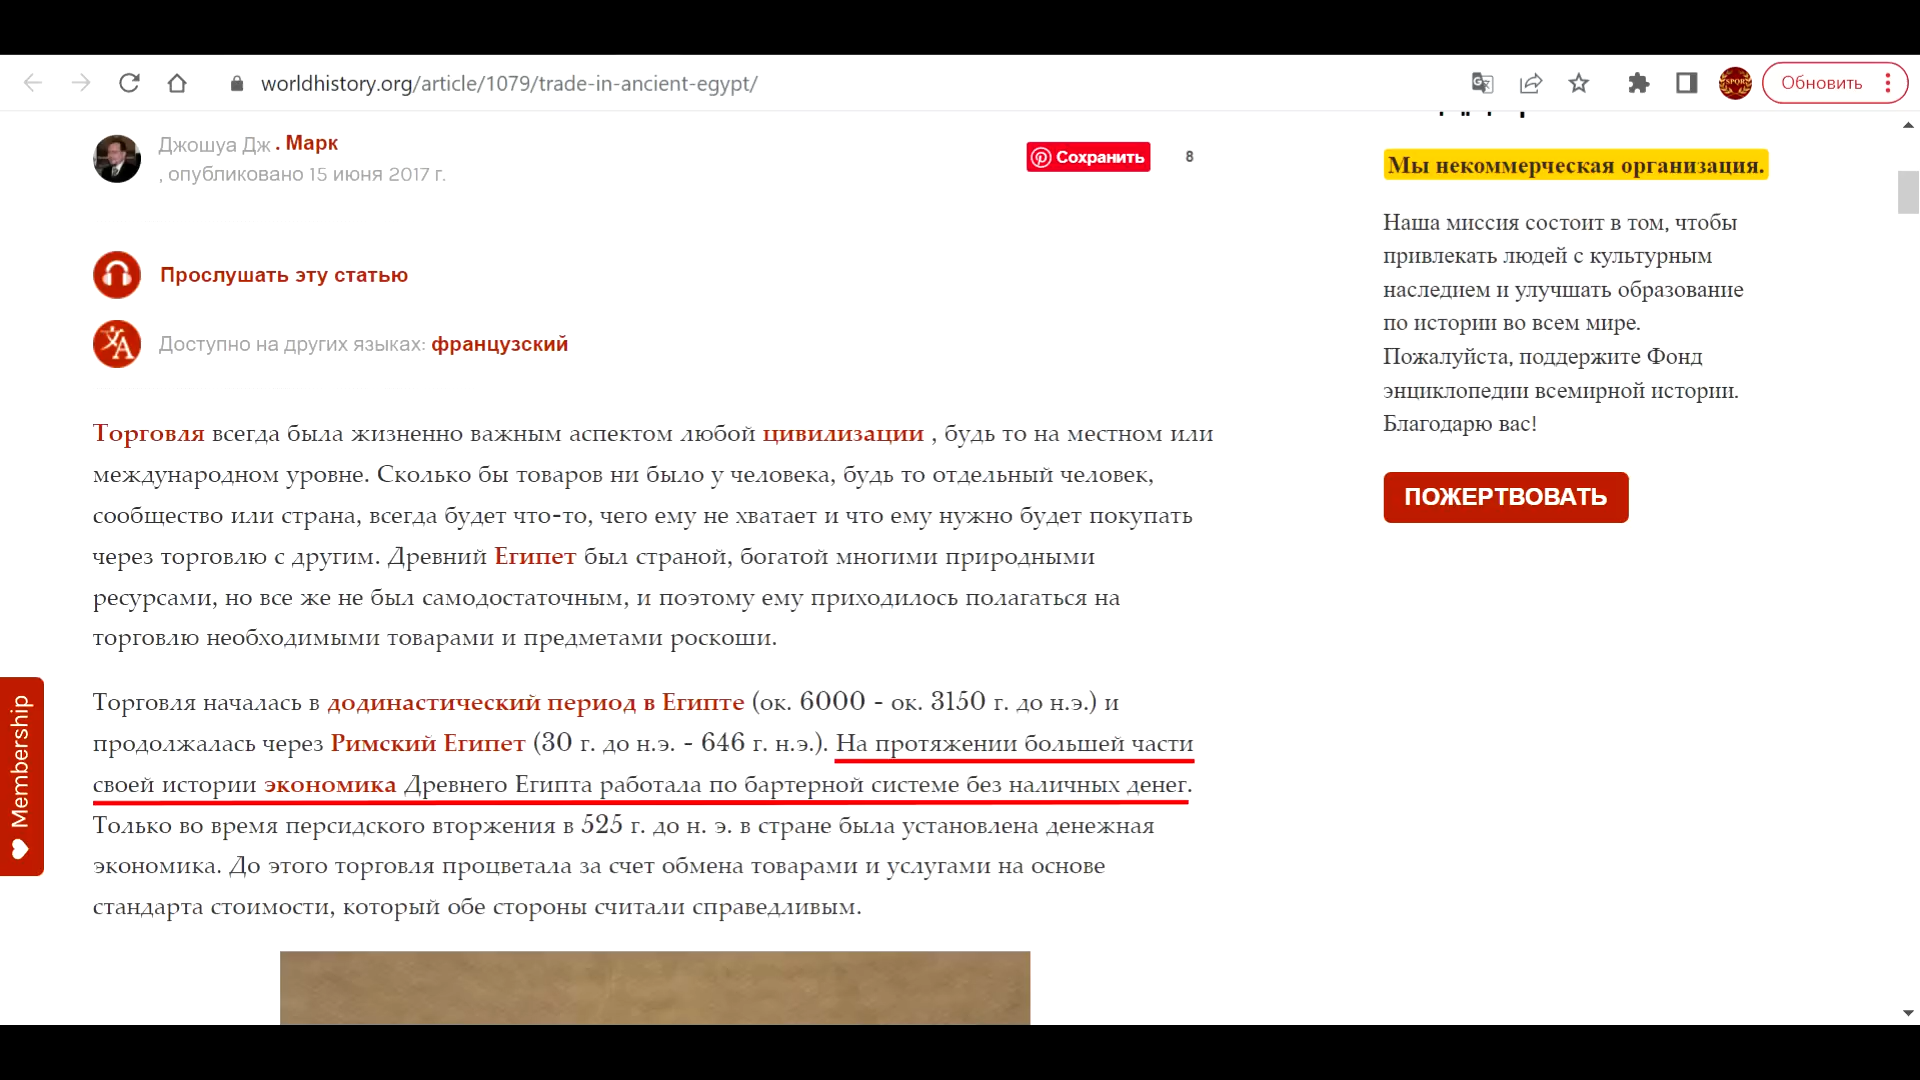 worldhistory.org/article/1079/trade-in-ancient-egypt/
SPQR
Обновить
Джошуа Дж . Марк
, опубликовано 15 июня 2017 г.
Сохранить
8
Прослушать эту статью
Доступно на других языках: французский
Торговля всегда была жизненно важным аспектом любой цивилизации , будь то на местном или
международном уровне. Сколько бы товаров ни было у человека, будь то отдельный человек,
сообщество или страна, всегда будет что-то, чего ему не хватает и что ему нужно будет покупать
через торговлю с другим. Древний Египет был страной, богатой многими природными
ресурсами, но все же не был самодостаточным, и поэтому ему приходилось полагаться на
торговлю необходимыми товарами и предметами роскоши.
Торговля началась в додинастический период в Египте (ок. 6000 - ок. 3150 г. до н.э.) и
продолжалась через Римский Египет (30 г. до н.э. - 646 г. н.э.). На протяжении большей части
своей истории экономика Древнего Египта работала по бартерной системе без наличных денег.
Только во время персидского вторжения в 525 г. до н. э. в стране была установлена денежная
экономика. До этого торговля процветала за счет обмена товарами и услугами на основе
стандарта стоимости, который обе стороны считали справедливым.
Мы некоммерческая организация.
Наша миссия состоит в том, чтобы
привлекать людей с культурным
наследием и улучшать образование
по истории во всем мире.
Пожалуйста, поддержите Фонд
энциклопедии всемирной истории.
Благодарю вас!
ПОЖЕРТВОВАТЬ
Membership